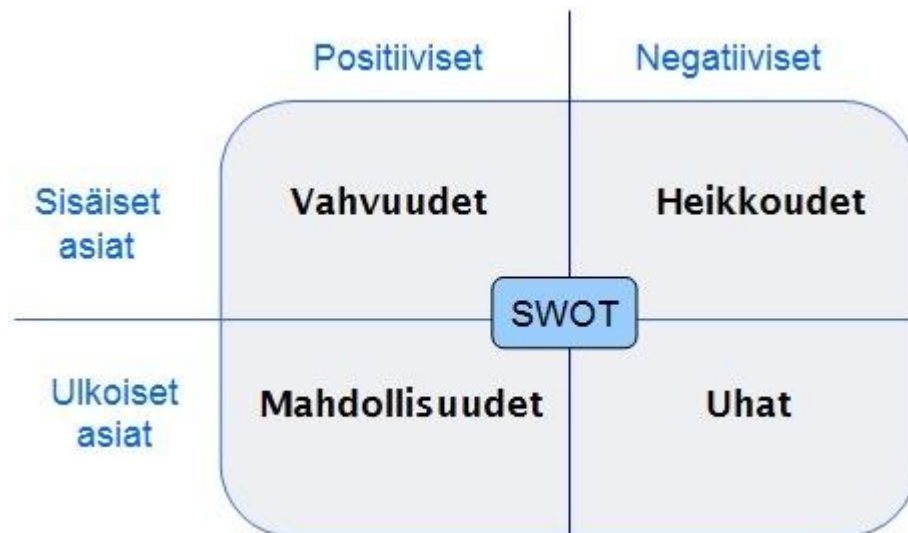 Positiiviset
Negatiiviset
Sisäiset
asiat
Vahvuudet
Heikkoudet
SWOT
Ulkoiset
asiat
Mahdollisuudet
Uhat